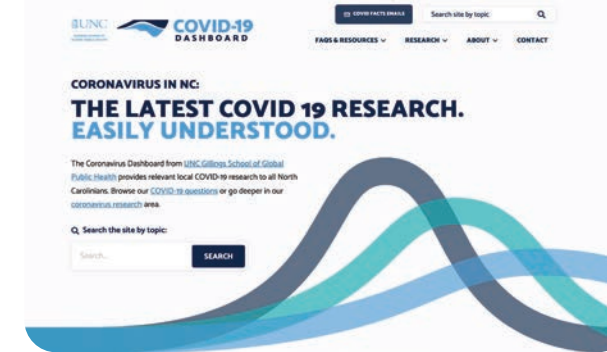 UNC
COVID-19
DASHBOARD
COVID FACTS EMAILS
Search site by topic
FAQS & RESOURCES
RESEARCH
ABOUT
CONTACT
CORONAVIRUS IN NC:
THE LATEST COVID 19 RESEARCH.
EASILY UNDERSTOOD.
The Coronavirus Dashboard from UNC Gillings School of Global
Public Health provides relevant local COVID-19 research to all North
Carolinians. Browse our COVID-19 questions or go deeper in our
coronavirus research area.
Search the site by topic:
Search...
SEARCH